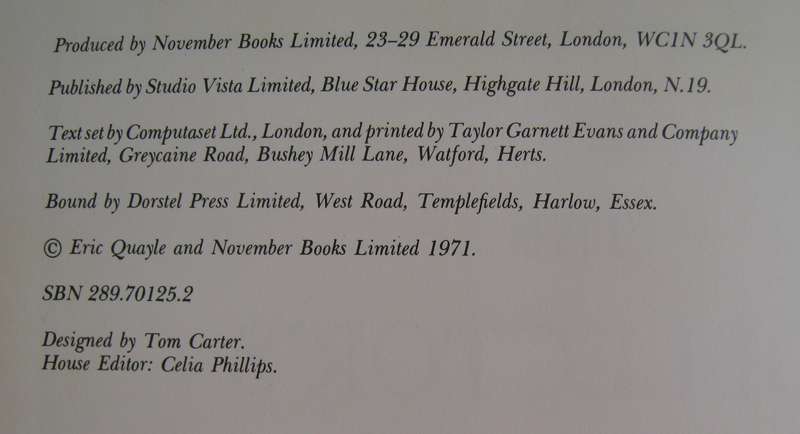 Produced by November Books Limited, 23–29 Emerald Street, London, WC1N 3QL.
Published by Studio Vista Limited, Blue Star House, Highgate Hill, London, N.19.
Text set by Computaset Ltd., London, and printed by Taylor Garnett Evans and Company
Limited, Greycaine Road, Bushey Mill Lane, Watford, Herts.
Bound by Dorstel Press Limited, West Road, Templefields, Harlow, Essex.
© Eric Quayle and November Books Limited 1971.
SBN 289.70125.2
Designed by Tom Carter.
House Editor: Celia Phillips.